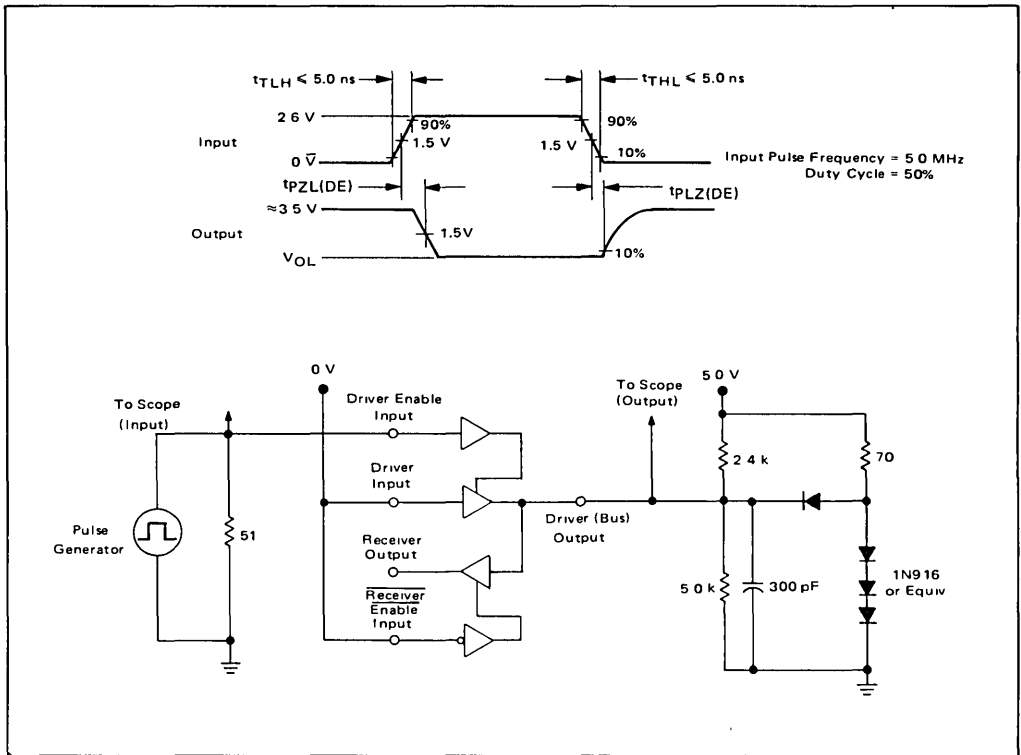 tTLH ≤ 5.0 ns
tTHL ≤ 5.0 ns
2 6 V
90%
90%
Input
1.5 V
1.5 V
0 V
10%
Input Pulse Frequency = 5 0 MHz
Duty Cycle = 50%
tPZL(DE)
tPLZ(DE)
≈3 5 V
Output
1.5V
VOL
10%
0 V
5 0 V
To Scope
(Input)
Driver Enable
Input
To Scope
(Output)
2 4 k
70
Driver
Input
Pulse
Generator
51
Driver (Bus)
Output
Receiver
Output
Receiver
Enable
Input
5 0 k
300 pF
1N916
or Equiv